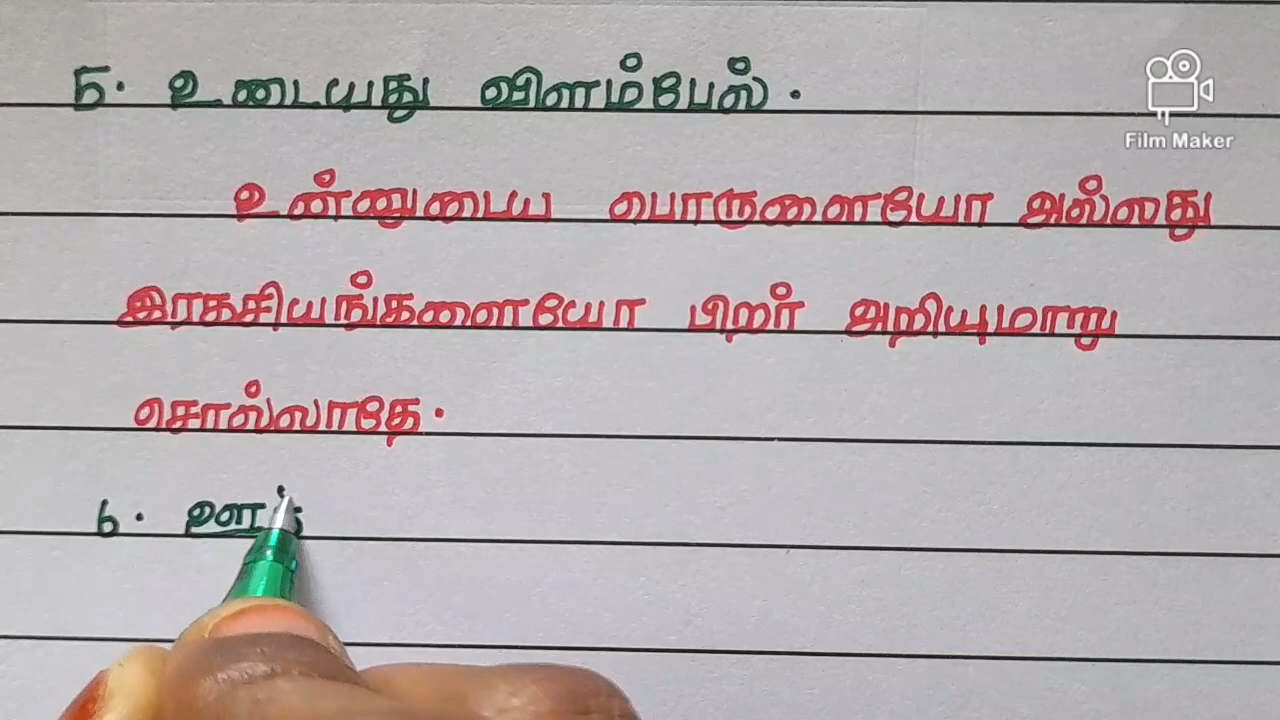 5. உடையது விளம்பேல்.
Film Maker
உன்னுடைய பொருளையோ அல்லது
இரகசியங்களையோ பிறர் அறியுமாறு
சொல்லாதே.
6.